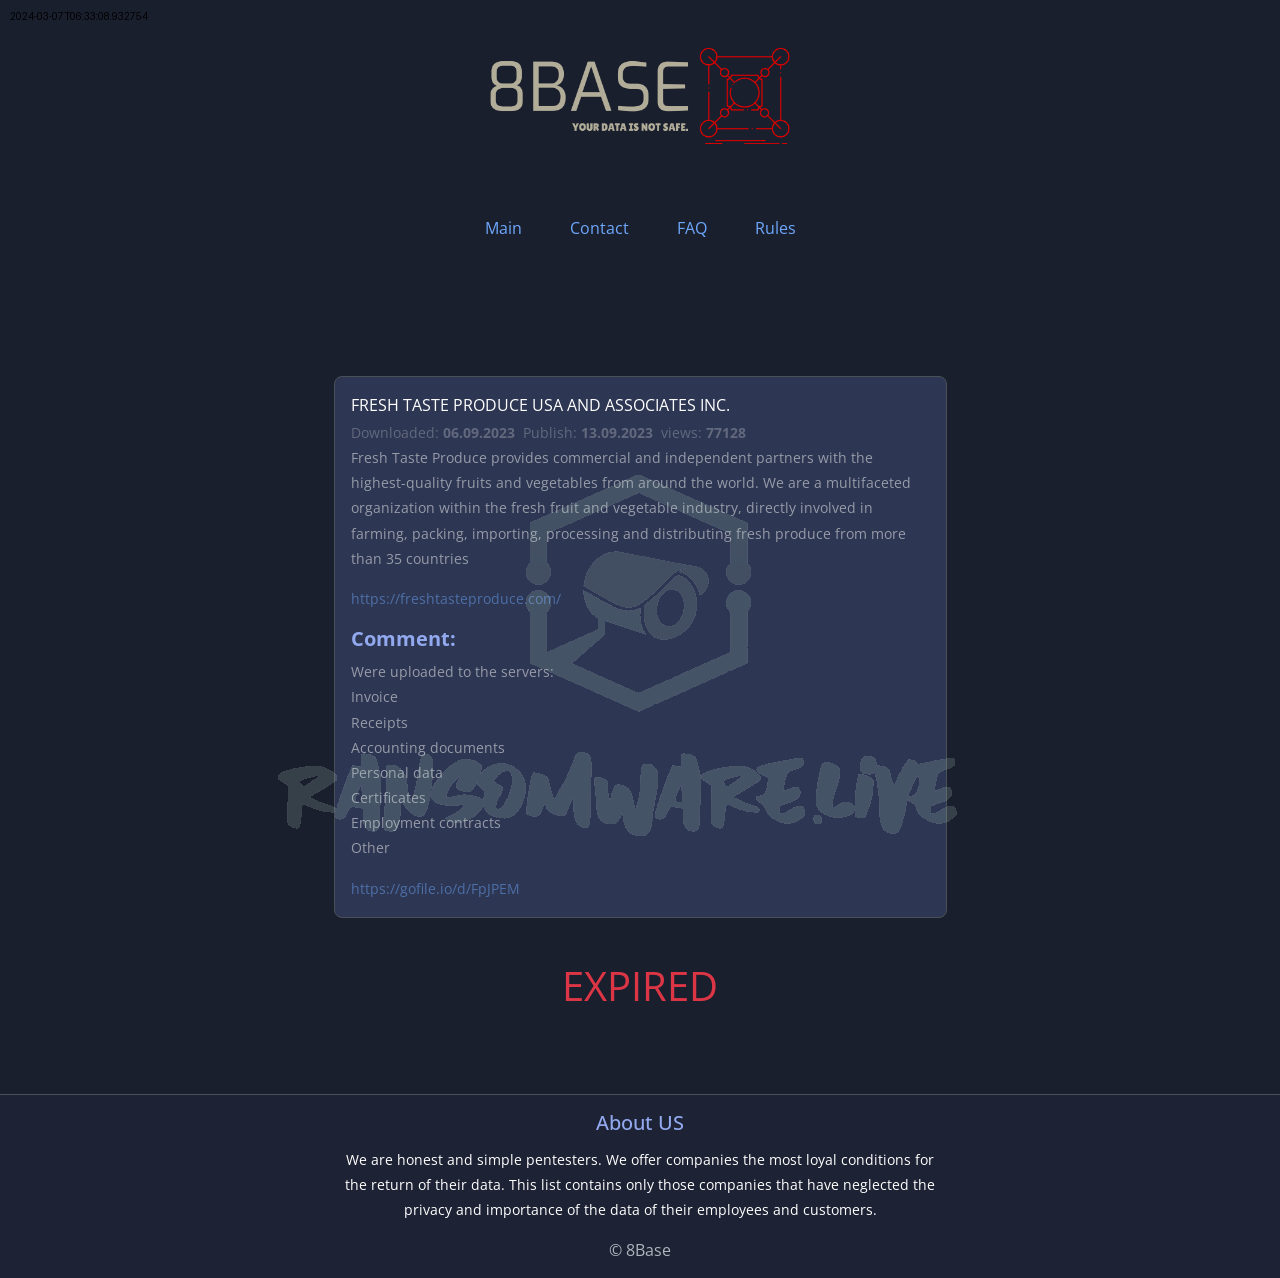 2024-03-07T06:33:08.932754
8BASE
YOUR DATA IS NOT SAFE.
Main Contact FAQ Rules
FRESH TASTE PRODUCE USA AND ASSOCIATES INC.
Downloaded: 06.09.2023 Publish: 13.09.2023 views: 77128
Fresh Taste Produce provides commercial and independent partners with the
highest-quality fruits and vegetables from around the world. We are a multifaceted
organization within the fresh fruit and vegetable industry, directly involved in
farming, packing, importing, processing and distributing fresh produce from more
than 35 countries
https://freshtasteproduce.com/
Comment:
Were uploaded to the servers:
Invoice
Receipts
Accounting documents
Personal data
RANSOMWARE.LIVE
Certificates
Employment contracts
Other
https://gofile.io/d/FpJPEM
EXPIRED
About US
We are honest and simple pentesters. We offer companies the most loyal conditions for
the return of their data. This list contains only those companies that have neglected the
privacy and importance of the data of their employees and customers.
© 8Base